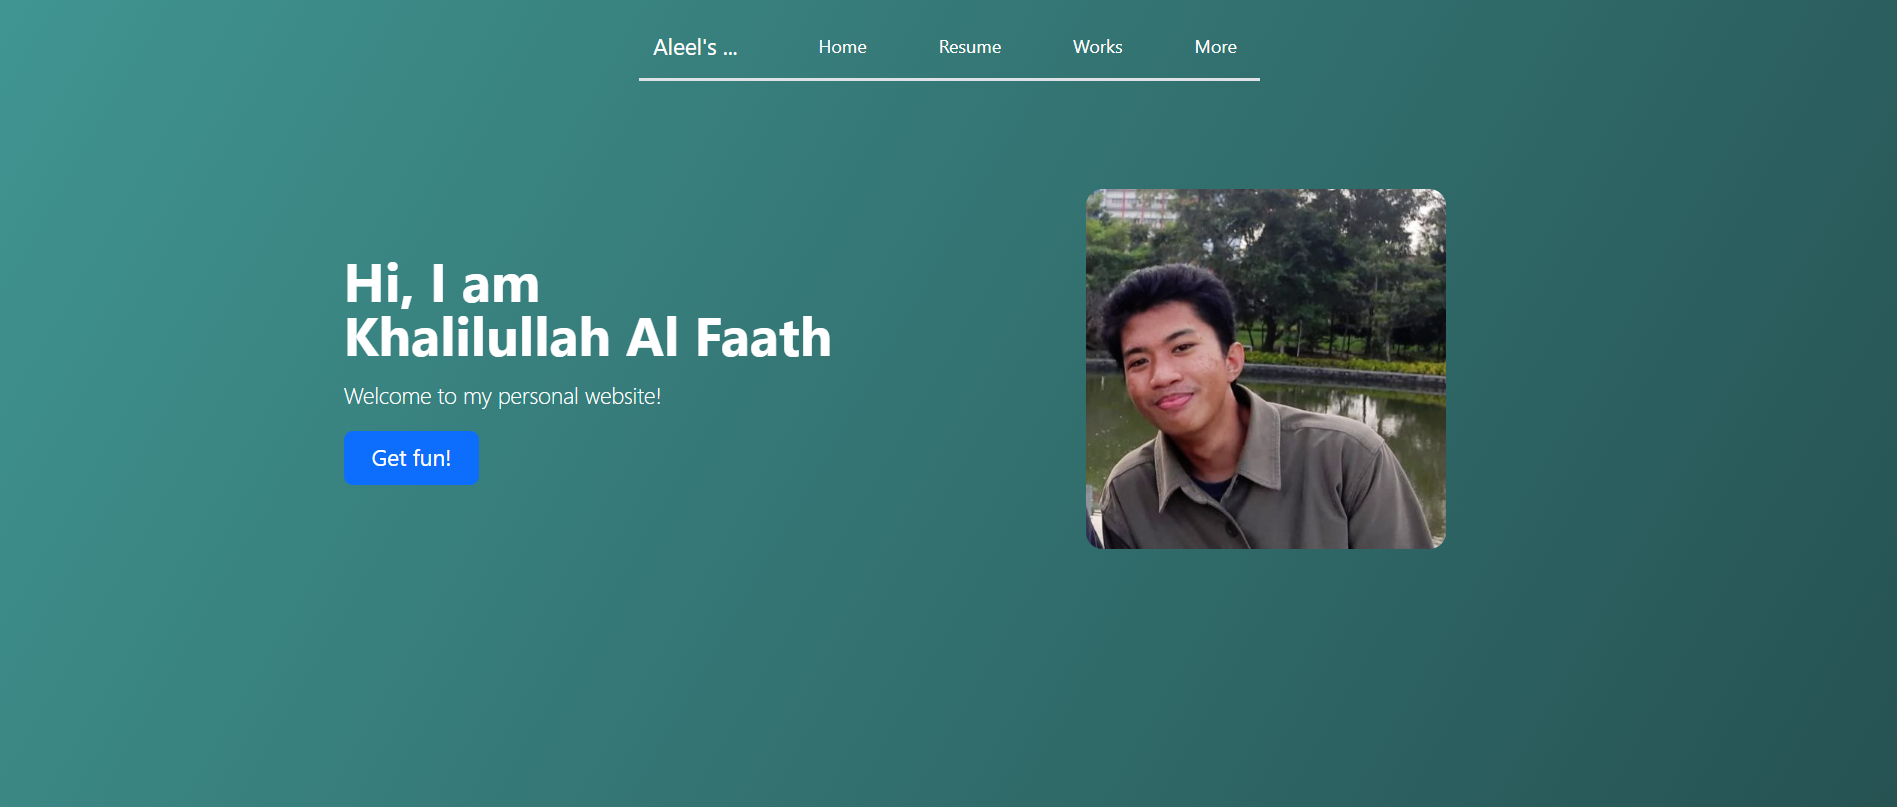 Aleel's ... Home Resume Works More
Hi, I am
Khalilullah Al Faath
Welcome to my personal website!
Get fun!